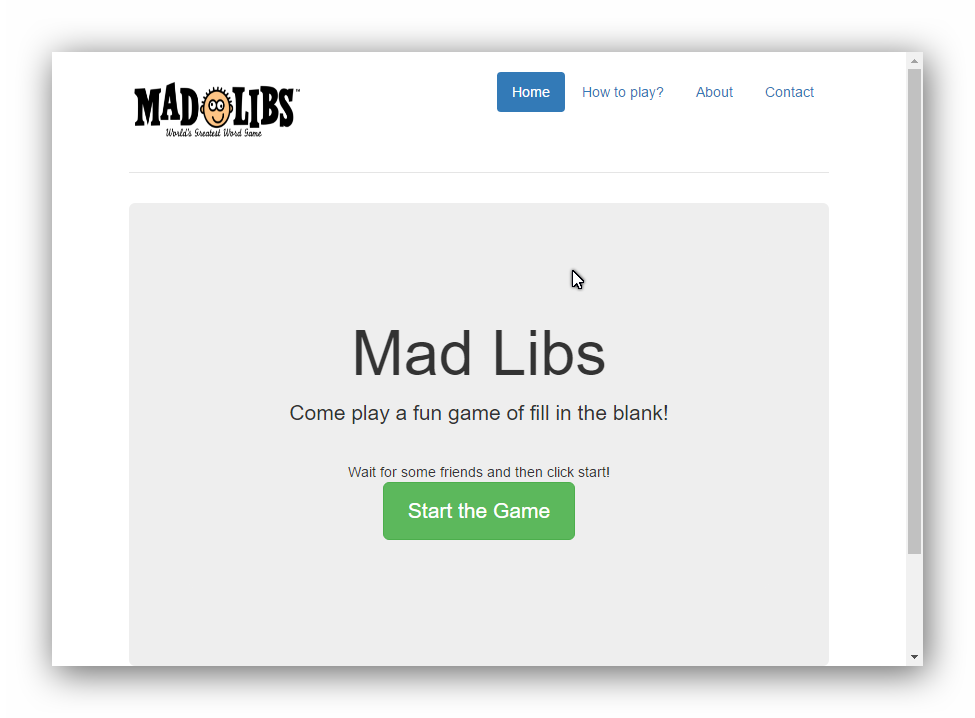 MAD LIBS™
World's Greatest Word Game
Home How to play? About Contact
Mad Libs
Come play a fun game of fill in the blank!
Wait for some friends and then click start!
Start the Game